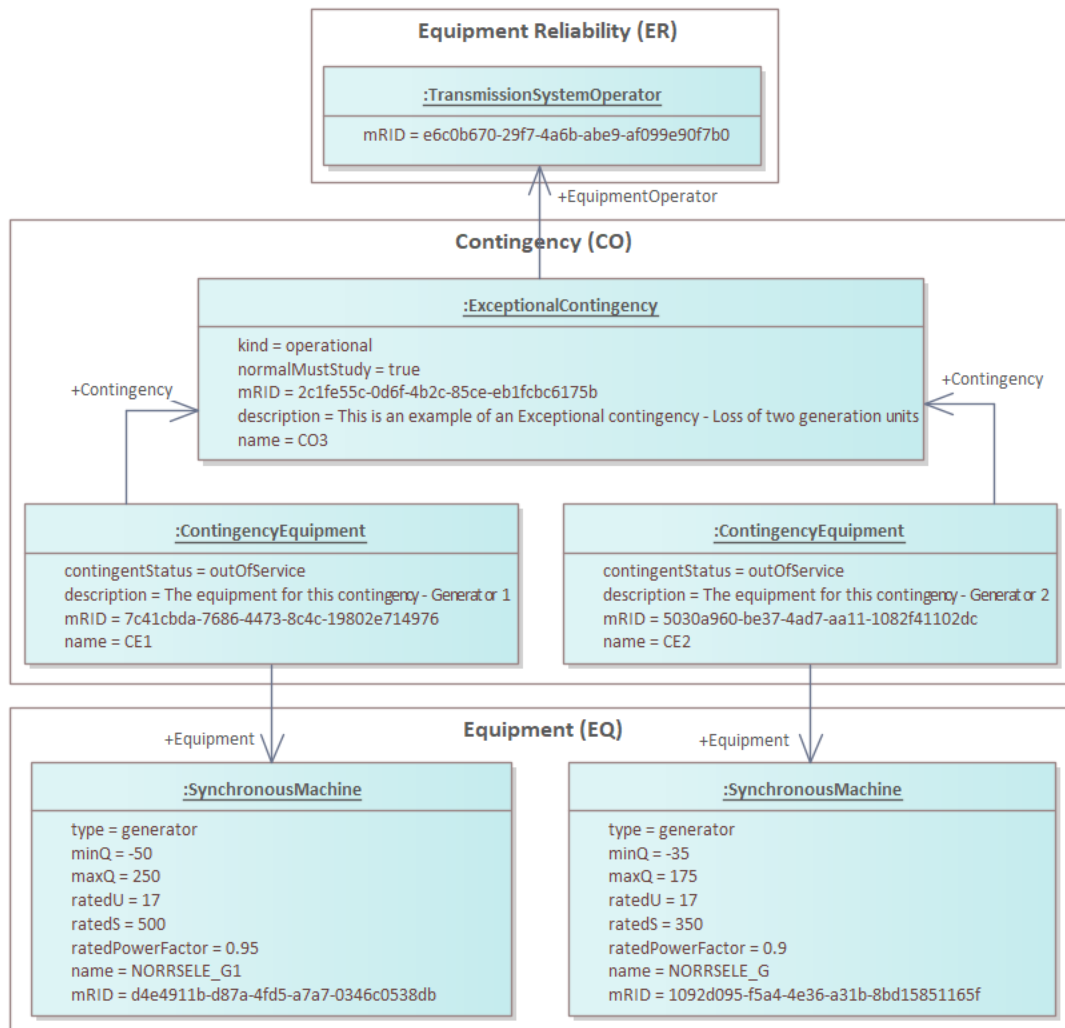 Equipment Reliability (ER)
:TransmissionSystemOperator
mRID = e6c0b670-29f7-4a6b-abe9-af099e90f7b0
+EquipmentOperator
Contingency (CO)
:ExceptionalContingency
kind = operational
normalMustStudy = true
mRID = 2c1fe55c-0d6f-4b2c-85ce-eb1fcbc6175b
description = This is an example of an Exceptional contingency - Loss of two generation units
name = CO3
+Contingency
+Contingency
:ContingencyEquipment
contingentStatus = outOfService
description = The equipment for this contingency - Generator 1
mRID = 7c41cbda-7686-4473-8c4c-19802e714976
name = CE1
:ContingencyEquipment
contingentStatus = outOfService
description = The equipment for this contingency - Generator 2
mRID = 5030a960-be37-4ad7-aa11-1082f41102dc
name = CE2
Equipment (EQ)
+Equipment
+Equipment
:SynchronousMachine
type = generator
minQ = -50
maxQ = 250
ratedU = 17
ratedS = 500
ratedPowerFactor = 0.95
name = NORRSELE_G1
mRID = d4e4911b-d87a-4fd5-a7a7-0346c0538db
:SynchronousMachine
type = generator
minQ = -35
maxQ = 175
ratedU = 17
ratedS = 350
ratedPowerFactor = 0.9
name = NORRSELE_G
mRID = 1092d095-f5a4-4e36-a31b-8bd15851165f